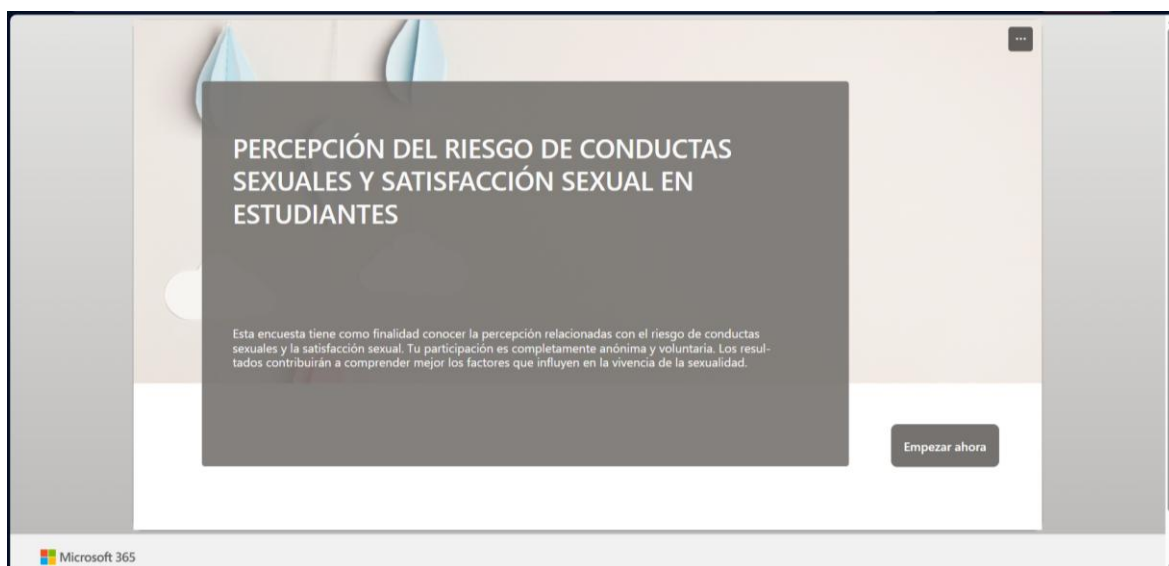 ...
PERCEPCIÓN DEL RIESGO DE CONDUCTAS
SEXUALES Y SATISFACCIÓN SEXUAL EN
ESTUDIANTES
Esta encuesta tiene como finalidad conocer la percepción relacionadas con el riesgo de conductas
sexuales y la satisfacción sexual. Tu participación es completamente anónima y voluntaria. Los resul-
tados contribuirán a comprender mejor los factores que influyen en la vivencia de la sexualidad.
Empezar ahora
Microsoft 365